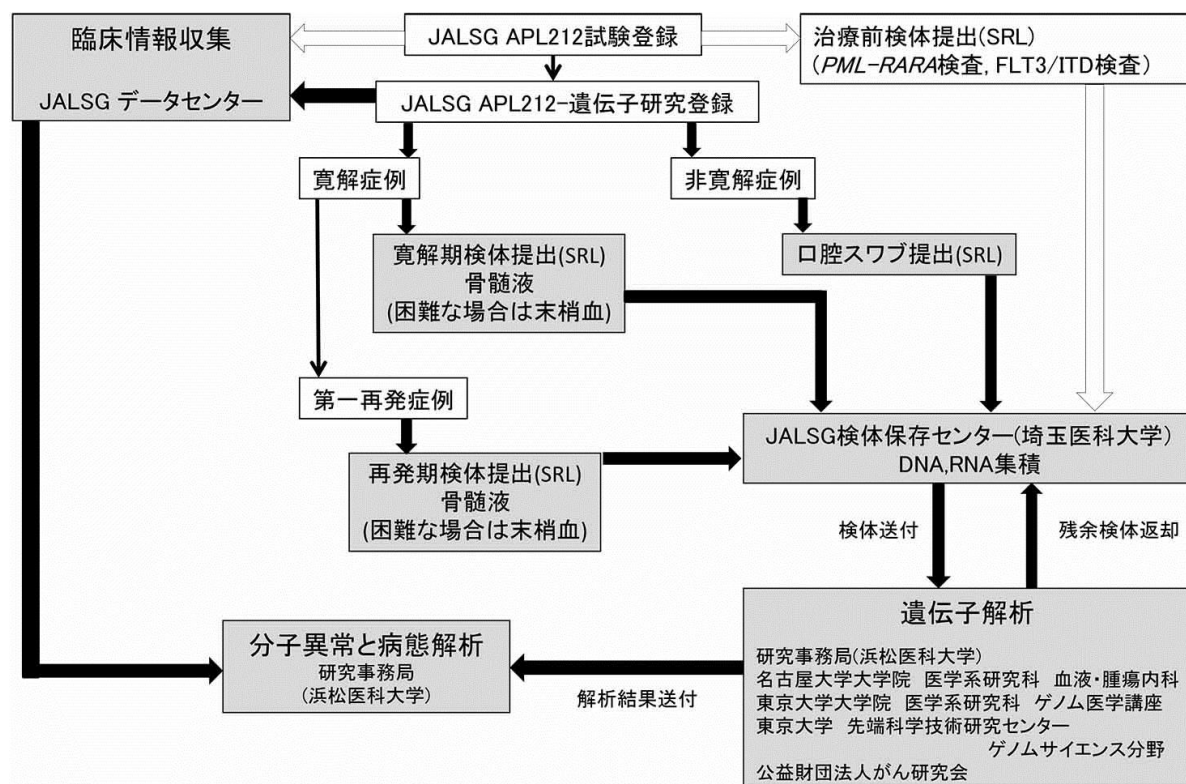 臨床情報収集
JALSG データセンター
JALSG APL212試験登録
治療前検体提出(SRL)
(PML-RARA検査, FLT3/ITD検査)
JALSG APL212-遺伝子研究登録
寛解症例
非寛解症例
寛解期検体提出(SRL)
骨髄液
(困難な場合は末梢血)
口腔スワブ提出(SRL)
第一再発症例
再発期検体提出(SRL)
骨髄液
(困難な場合は末梢血)
JALSG検体保存センター(埼玉医科大学)
DNA,RNA集積
検体送付
残余検体返却
遺伝子解析
研究事務局(浜松医科大学)
名古屋大学大学院 医学系研究科 血液・腫瘍内科
東京大学大学院 医学系研究科 ゲノム医学講座
東京大学 先端科学技術研究センター
ゲノムサイエンス分野
公益財団法人がん研究会
解析結果送付
分子異常と病態解析
研究事務局
(浜松医科大学)